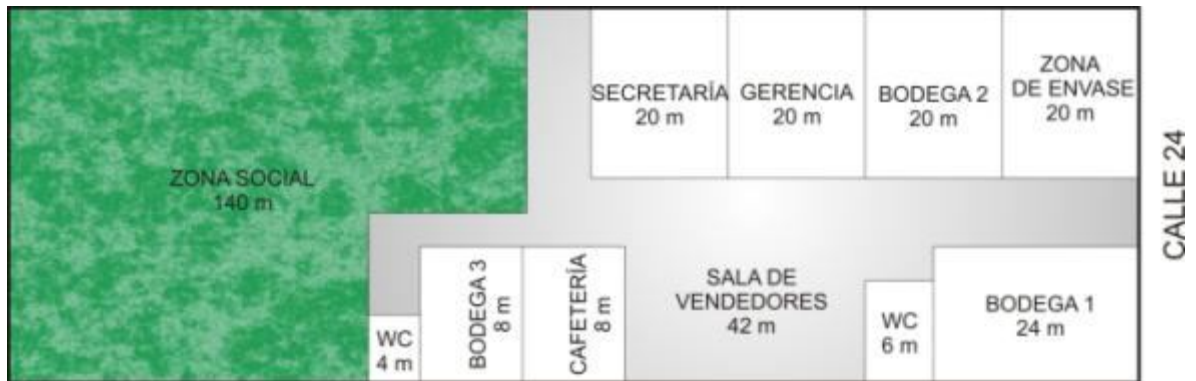 ZONA SOCIAL
140 m
SECRETARÍA
20 m
GERENCIA
20 m
BODEGA 2
20 m
ZONA
DE ENVASE
20 m
CALLE 24
WC
4 m
BODEGA 3
8 m
CAFETERÍA
8 m
SALA DE
VENDEDORES
42 m
WC
6 m
BODEGA 1
24 m